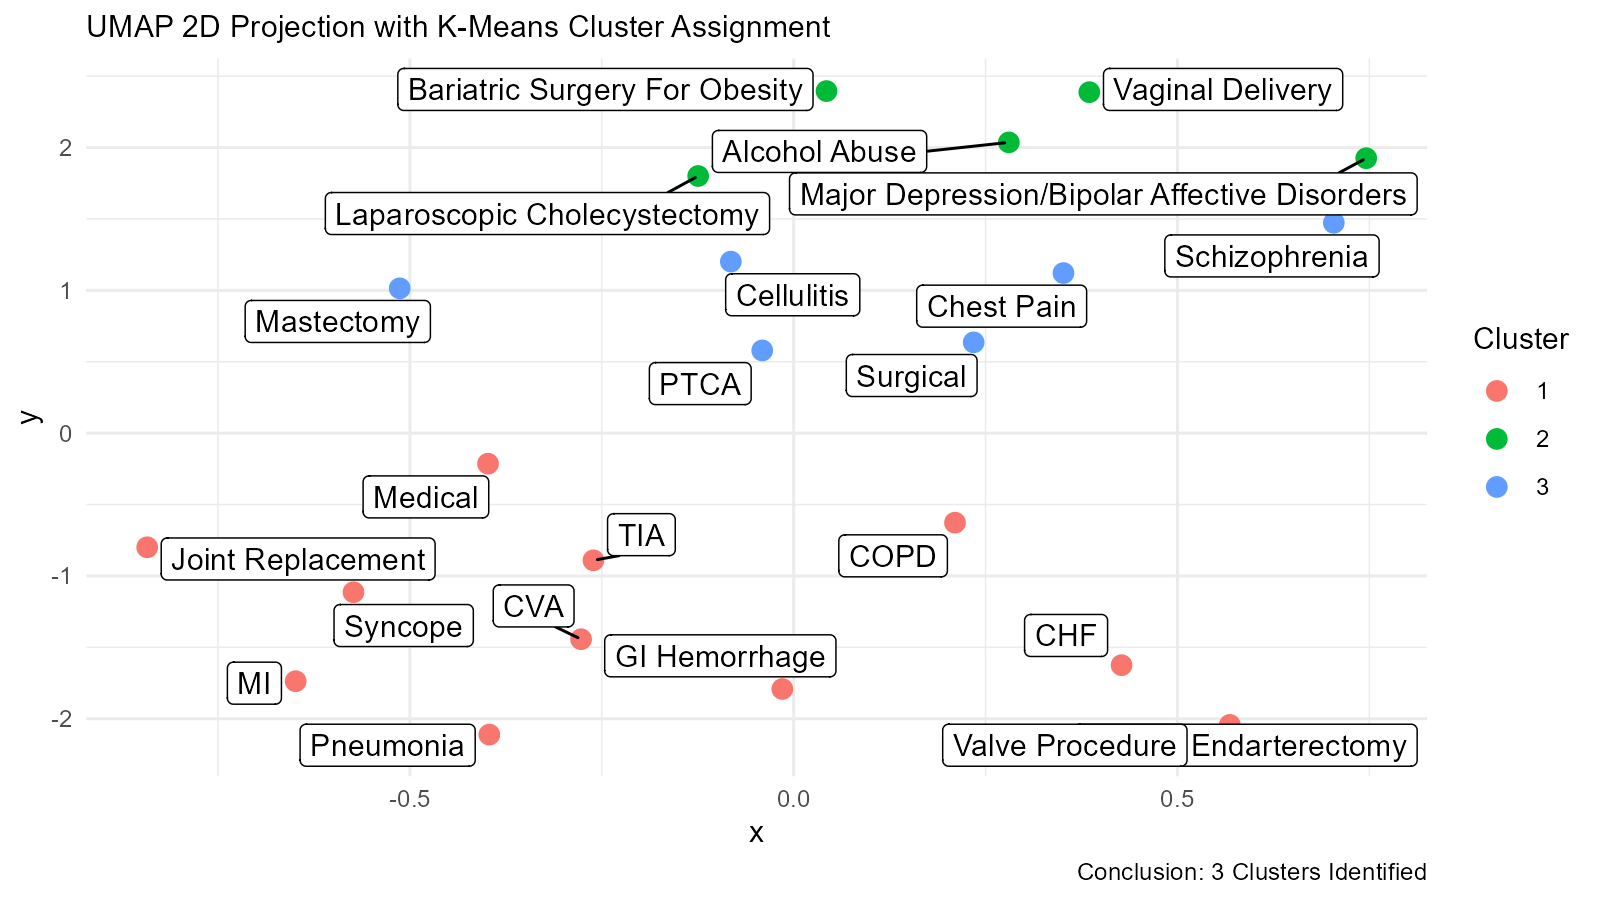 UMAP 2D Projection with K-Means Cluster Assignment
Bariatric Surgery For Obesity
Vaginal Delivery
Alcohol Abuse
Major Depression/Bipolar Affective Disorders
Laparoscopic Cholecystectomy
Schizophrenia
Cellulitis
Chest Pain
Mastectomy
PTCA
Surgical
Medical
TIA
Joint Replacement
COPD
CVA
Syncope
CHF
GI Hemorrhage
MI
Pneumonia
Valve Procedure
Endarterectomy
2
1
0
-1
-2
y
-0.5
0.0
0.5
x
Cluster
1
2
3
Conclusion: 3 Clusters Identified